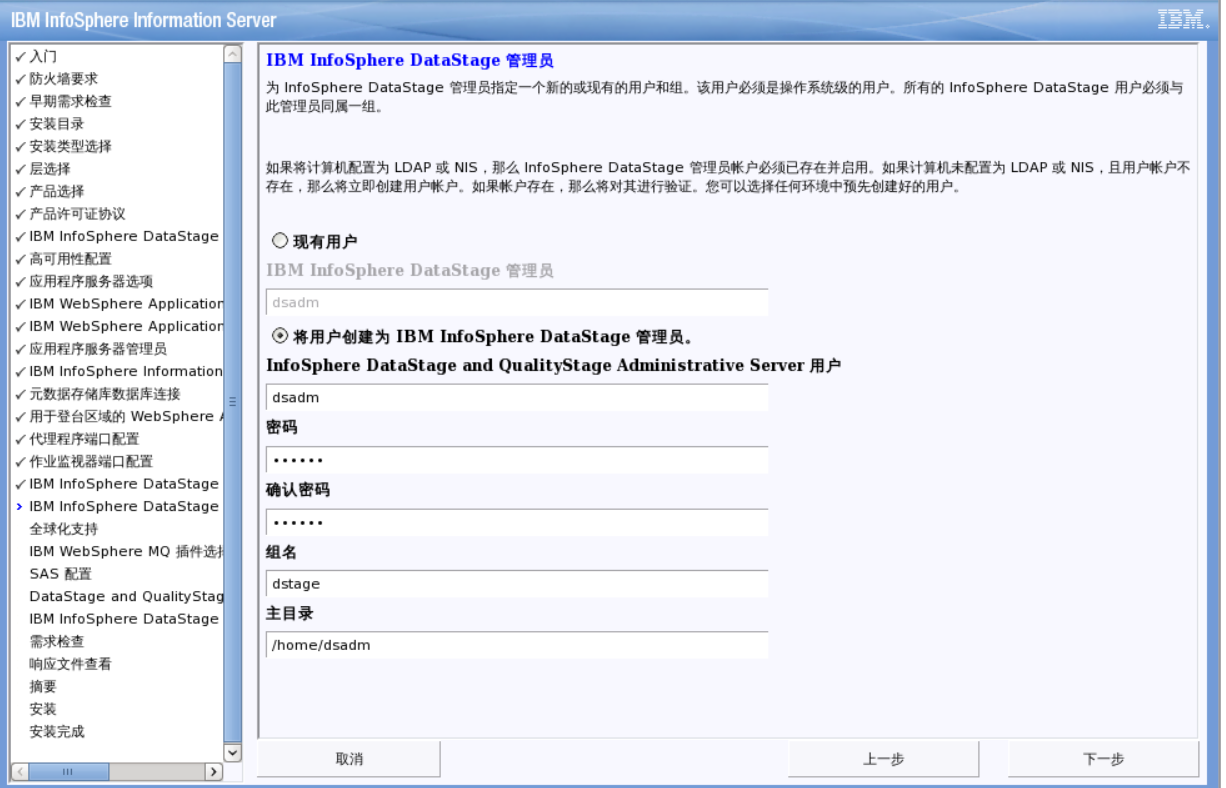 IBM InfoSphere Information Server
IBM.
✓ 入门
✓ 防火墙要求
✓ 早期需求检查
✓ 安装目录
✓ 安装类型选择
✓ 层选择
✓ 产品选择
✓ 产品许可证协议
✓ IBM InfoSphere DataStage
✓ 高可用性配置
✓ 应用程序服务器选项
✓ IBM WebSphere Application
✓ IBM WebSphere Application
✓ 应用程序服务器管理员
✓ IBM InfoSphere Information
✓ 元数据存储库数据库连接
✓ 用于登台区域的 WebSphere A
✓ 代理程序端口配置
✓ 作业监视器端口配置
✓ IBM InfoSphere DataStage
› IBM InfoSphere DataStage
全球化支持
IBM WebSphere MQ 插件选择
SAS 配置
DataStage and QualityStag
IBM InfoSphere DataStage
需求检查
响应文件查看
摘要
安装
安装完成
IBM InfoSphere DataStage 管理员
为 InfoSphere DataStage 管理员指定一个新的或现有的用户和组。该用户必须是操作系统级的用户。所有的 InfoSphere DataStage 用户必须与
此管理员同属一组。
如果将计算机配置为 LDAP 或 NIS，那么 InfoSphere DataStage 管理员帐户必须已存在并启用。如果计算机未配置为 LDAP 或 NIS，且用户帐户不
存在，那么将立即创建用户帐户。如果帐户存在，那么将对其进行验证。您可以选择任何环境中预先创建好的用户。
现有用户
IBM InfoSphere DataStage 管理员
dsadm
将用户创建为 IBM InfoSphere DataStage 管理员。
InfoSphere DataStage and QualityStage Administrative Server 用户
dsadm
密码
••••••
确认密码
••••••
组名
dstage
主目录
/home/dsadm
取消
上一步
下一步